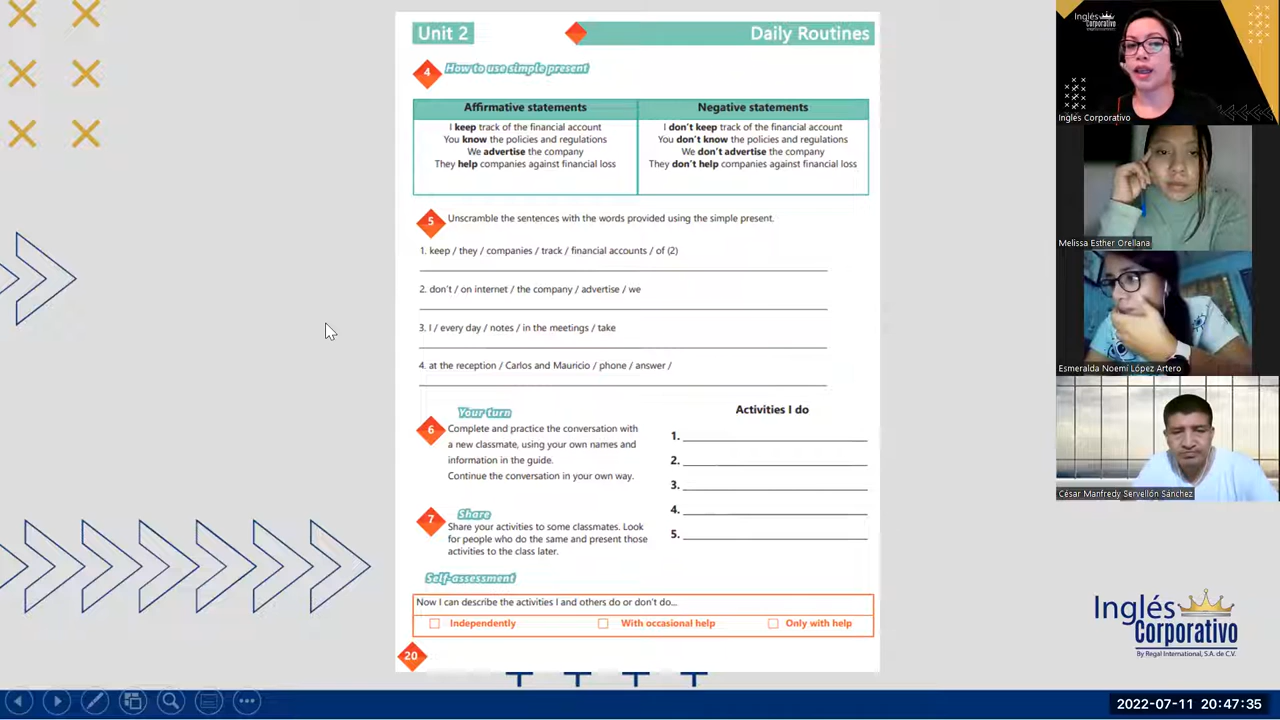 Unit 2
Daily Routines
4
How to use simple present
Affirmative statements
I keep track of the financial account
You know the policies and regulations
We advertise the company
They help companies against financial loss
Negative statements
I don't keep track of the financial account
You don't know the policies and regulations
We don't advertise the company
They don't help companies against financial loss
5
Unscramble the sentences with the words provided using the simple present.
1. keep / they / companies / track / financial accounts / of (2)
2. don't / on internet / the company / advertise / we
3. I / every day / notes / in the meetings / take
4. at the reception / Carlos and Mauricio / phone / answer /
6
Your turn
Complete and practice the conversation with
a new classmate, using your own names and
information in the guide.
Continue the conversation in your own way.
7
Share
Share your activities to some classmates. Look
for people who do the same and present those
activities to the class later.
Activities I do
1.
2.
3.
4.
5.
Self-assessment
Now I can describe the activities I and others do or don't do...
Independently
With occasional help
Only with help
20
Inglés
Corporativo
Inglés Corporativo
Melissa Esther Orellana
Esmeralda Noemí López Artero
César Manfredy Servellón Sánchez
Inglés
Corporativo
By Regal International, S.A. de C.V.
2022-07-11 20:47:35